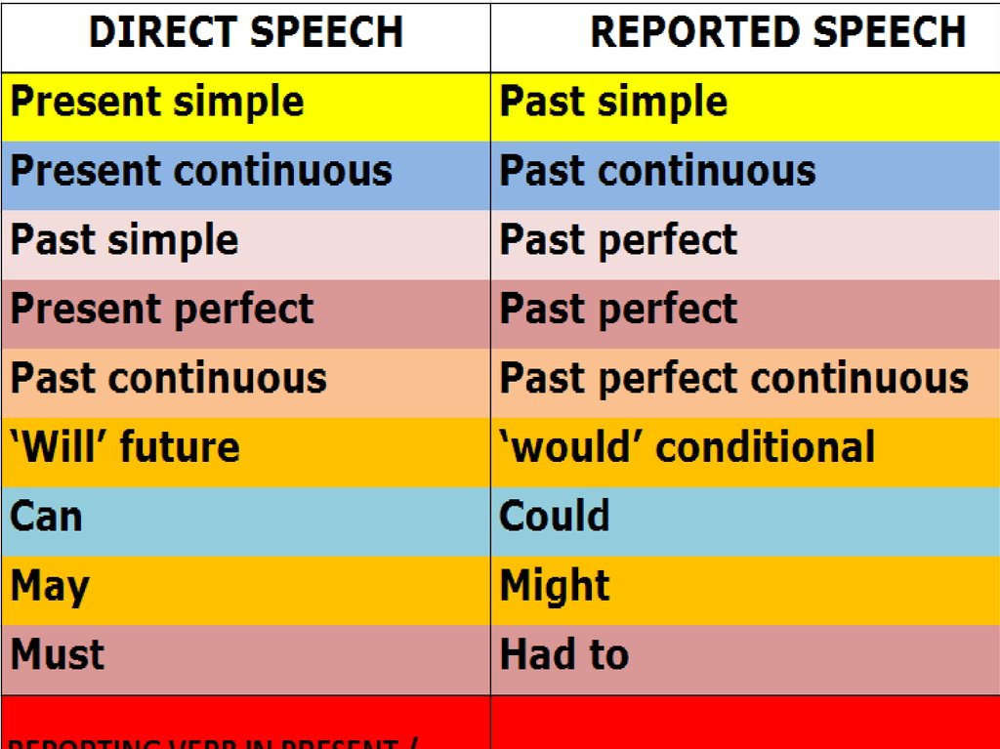 DIRECT SPEECH REPORTED SPEECH
Present simple Past simple
Present continuous Past continuous
Past simple Past perfect
Present perfect Past perfect
Past continuous Past perfect continuous
‘Will’ future ‘would’ conditional
Can Could
May Might
Must Had to
REPORTING VERB IN PRESENT /